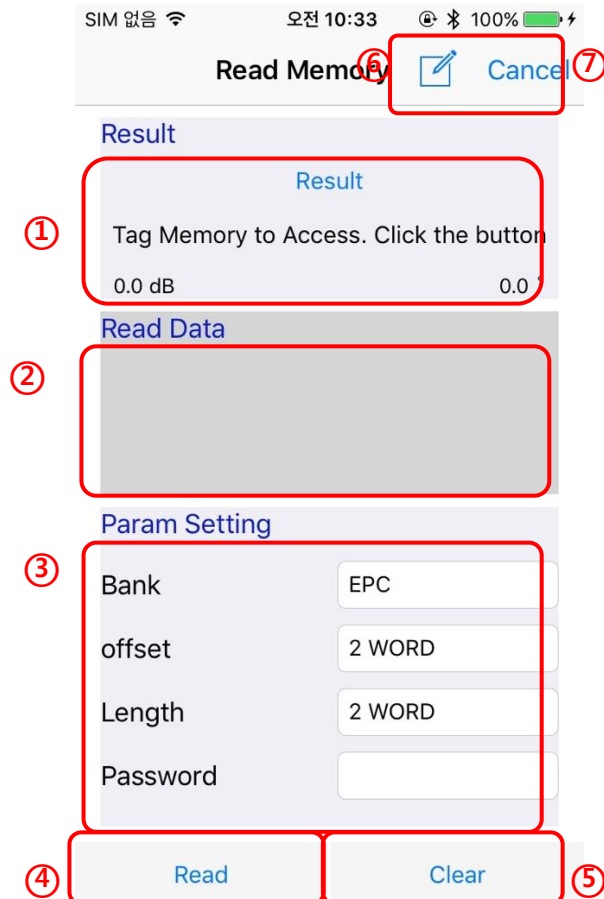 SIM 없음 오전 10:33 100%
Read Memory ⑥ Cancel ⑦
Result
Result
① Tag Memory to Access. Click the button
0.0 dB 0.0 °
Read Data
②
Param Setting
③
Bank EPC
offset 2 WORD
Length 2 WORD
Password
④ Read Clear ⑤